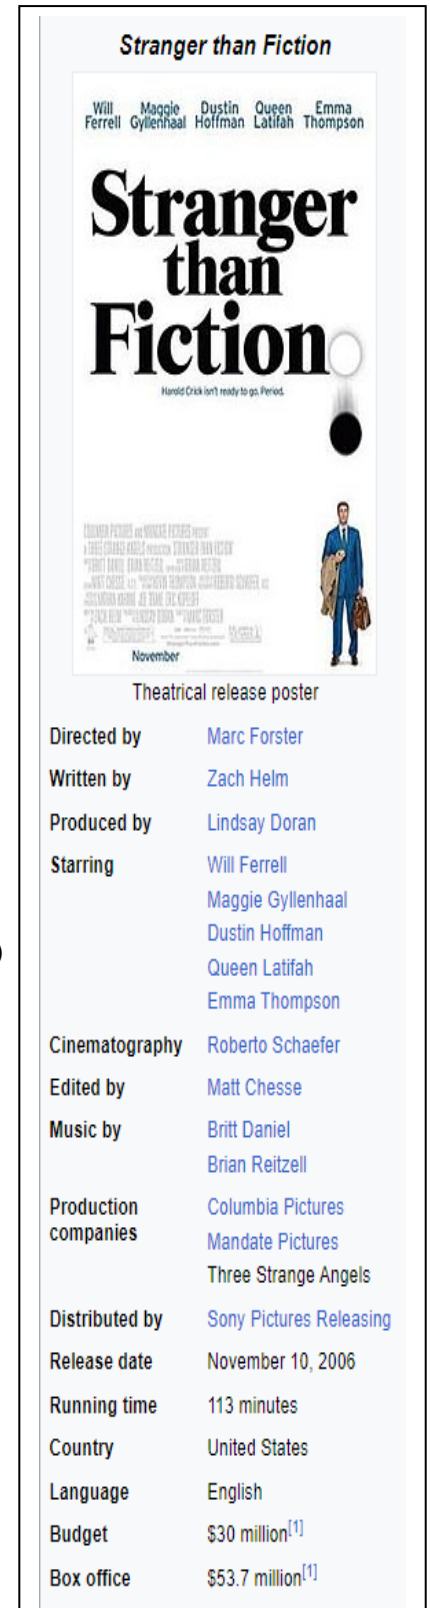 Stranger than Fiction
Will Ferrell Maggie Gyllenhaal Dustin Hoffman Queen Latifah Emma Thompson
Stranger
than
Fiction
Harold Crick isn't ready to go. Period.
November
Theatrical release poster
Directed by Marc Forster
Written by Zach Helm
Produced by Lindsay Doran
Starring Will Ferrell
Maggie Gyllenhaal
Dustin Hoffman
Queen Latifah
Emma Thompson
Cinematography Roberto Schaefer
Edited by Matt Chesse
Music by Britt Daniel
Brian Reitzell
Production companies Columbia Pictures
Mandate Pictures
Three Strange Angels
Distributed by Sony Pictures Releasing
Release date November 10, 2006
Running time 113 minutes
Country United States
Language English
Budget $30 million[1]
Box office $53.7 million[1]